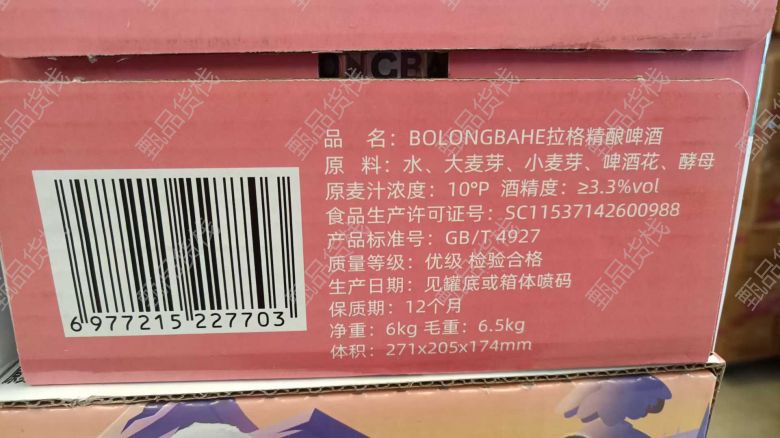 品 名：BOLONGBAHE拉格精酿啤酒
原 料：水、大麦芽、小麦芽、啤酒花、酵母
原麦汁浓度：10°P 酒精度：≥3.3%vol
食品生产许可证号：SC11537142600988
产品标准号：GB/T 4927
质量等级：优级 检验合格
生产日期：见罐底或箱体喷码
保质期：12个月
净重：6kg 毛重：6.5kg
体积：271x205x174mm
6 977215 227703
甄品货栈